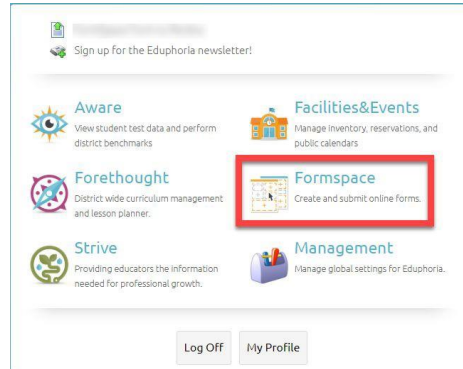 Sign up for the Eduphoria newsletter!
Aware
View student test data and perform
district benchmarks
Facilities&Events
Manage inventory, reservations, and
public calendars
Forethought
District wide curriculum management
and lesson planner.
Formspace
Create and submit online forms.
Strive
Providing educators the information
needed for professional growth.
Management
Manage global settings for Eduphoria.
Log Off
My Profile